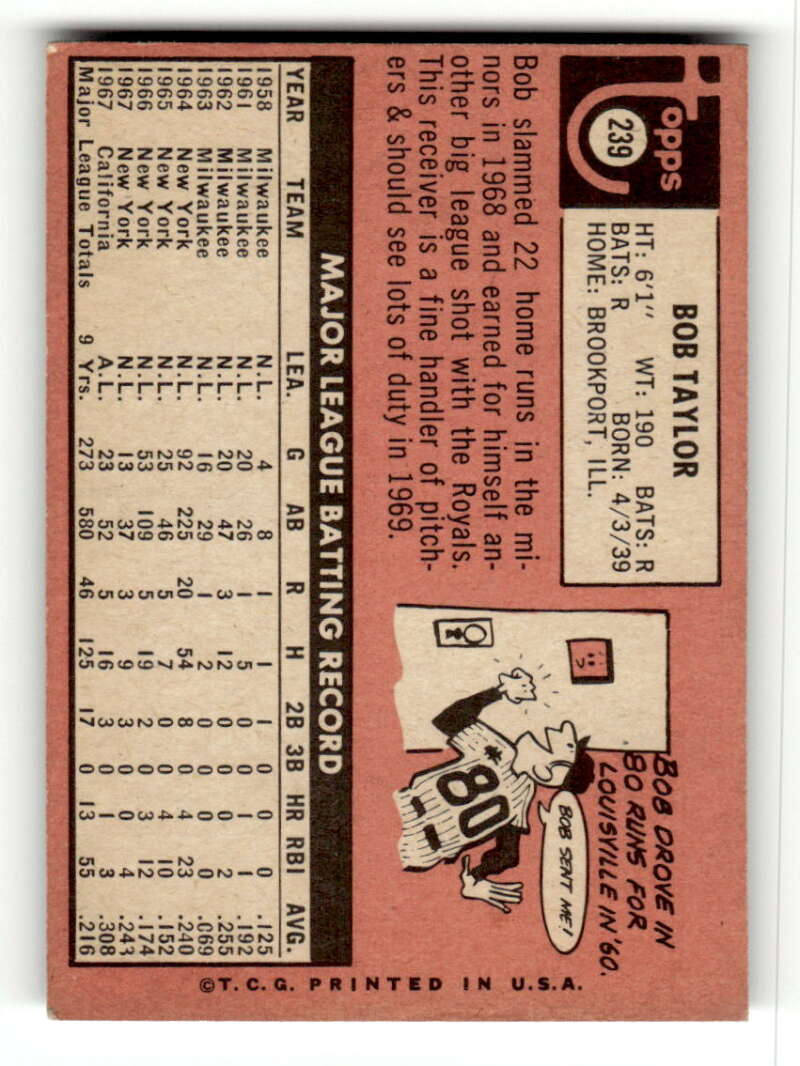 Topps
239
BOB TAYLOR
HT: 6'1" WT: 190 BATS: R
BATS: R BORN: 4/3/39
HOME: BROOKPORT, ILL.
Bob slammed 22 home runs in the mi-
nors in 1968 and earned for himself an-
other big league shot with the Royals.
This receiver is a fine handler of pitch-
ers & should see lots of duty in 1969.
BOB DROVE IN
80 RUNS FOR
LOUISVILLE IN '60.
BOB SENT ME!
80
MAJOR LEAGUE BATTING RECORD
YEAR TEAM LEA. G AB R H 2B 3B HR RBI AVG.
1958 Milwaukee N.L. 4 8 1 1 1 0 0 0 .125
1961 Milwaukee N.L. 20 26 1 5 0 0 1 1 .192
1962 Milwaukee N.L. 20 47 3 12 0 0 0 2 .255
1963 Milwaukee N.L. 16 29 1 2 0 0 0 0 .069
1964 New York N.L. 92 225 20 54 8 0 4 23 .240
1965 New York N.L. 25 46 5 7 0 0 4 10 .152
1966 New York N.L. 53 109 5 19 2 0 3 12 .174
1967 New York N.L. 13 37 3 9 3 0 0 4 .243
1967 California A.L. 23 52 5 16 3 0 1 3 .308
Major League Totals 9 Yrs. 273 580 46 125 17 0 13 55 .216
©T.C.G. PRINTED IN U.S.A.